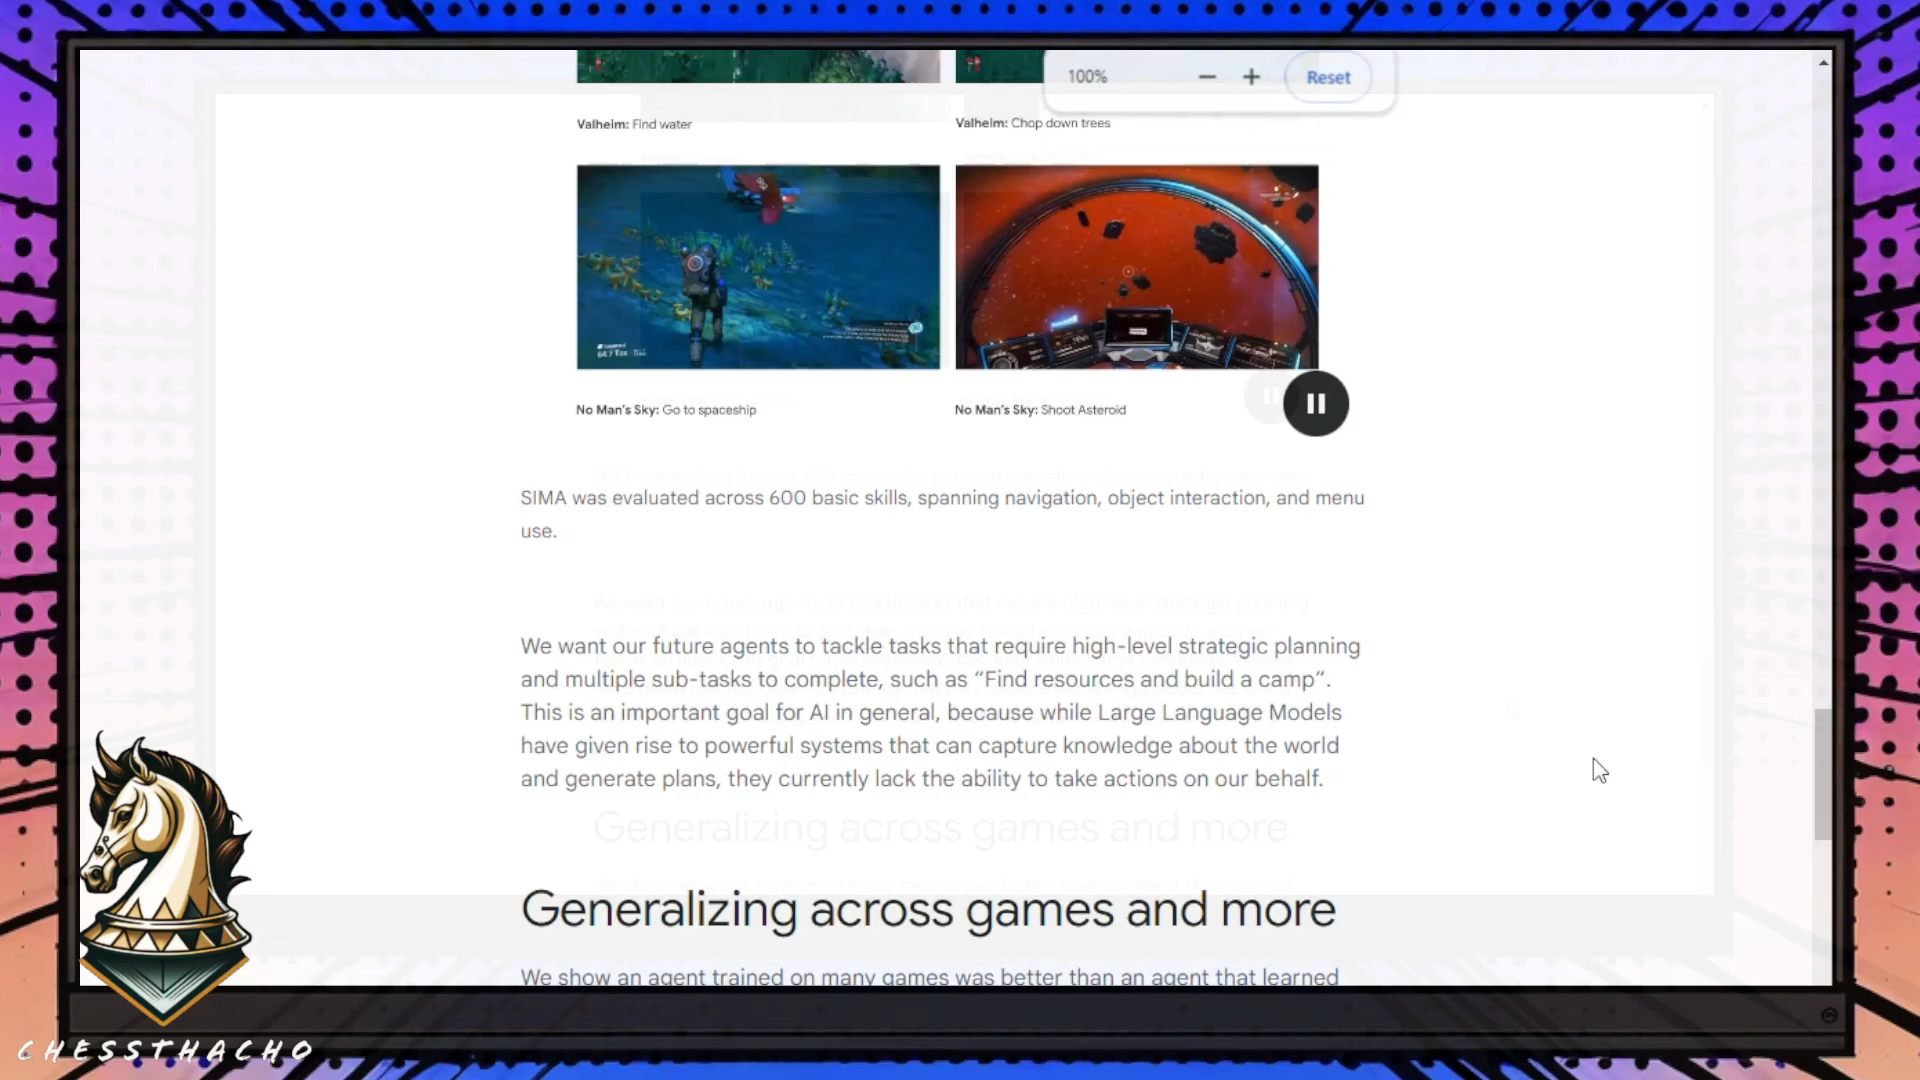 100% − + Reset
Valheim: Find water
Valheim: Chop down trees
No Man's Sky: Go to spaceship
No Man's Sky: Shoot Asteroid
SIMA was evaluated across 600 basic skills, spanning navigation, object interaction, and menu
use.
We want our future agents to tackle tasks that require high-level strategic planning
and multiple sub-tasks to complete, such as “Find resources and build a camp”.
This is an important goal for AI in general, because while Large Language Models
have given rise to powerful systems that can capture knowledge about the world
and generate plans, they currently lack the ability to take actions on our behalf.
Generalizing across games and more
Generalizing across games and more
We show an agent trained on many games was better than an agent that learned
CHESSTHACHO